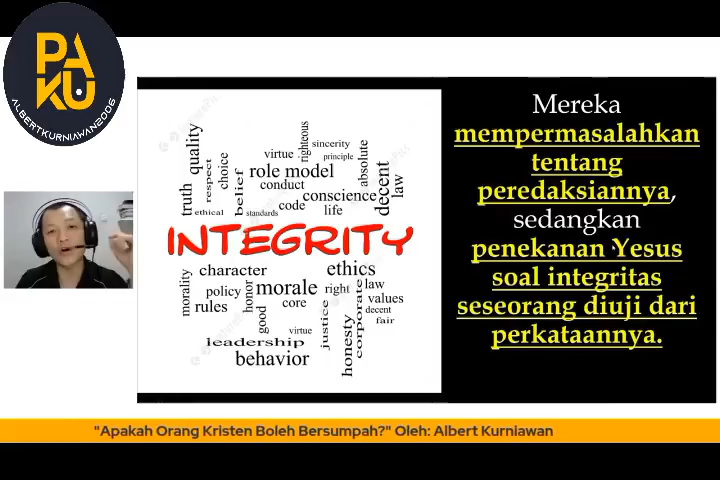 PA
KU
ALBERTKURNIAWAN2006
Mereka
mempermasalahkan
tentang
peredaksiannya,
sedangkan
penekanan Yesus
soal integritas
seseorang diuji dari
perkataannya.
truth
quality
respect
choice
ethical
belief
standards
virtue
righteous
sincerity
principle
role model
conduct
conscience
code
life
absolute
decent
law
INTEGRITY
morality
character
policy
rules
honor
good
morale
core
virtue
leadership
behavior
ethics
right
justice
honesty
corporate
law
values
decent
fair
"Apakah Orang Kristen Boleh Bersumpah?" Oleh: Albert Kurniawan